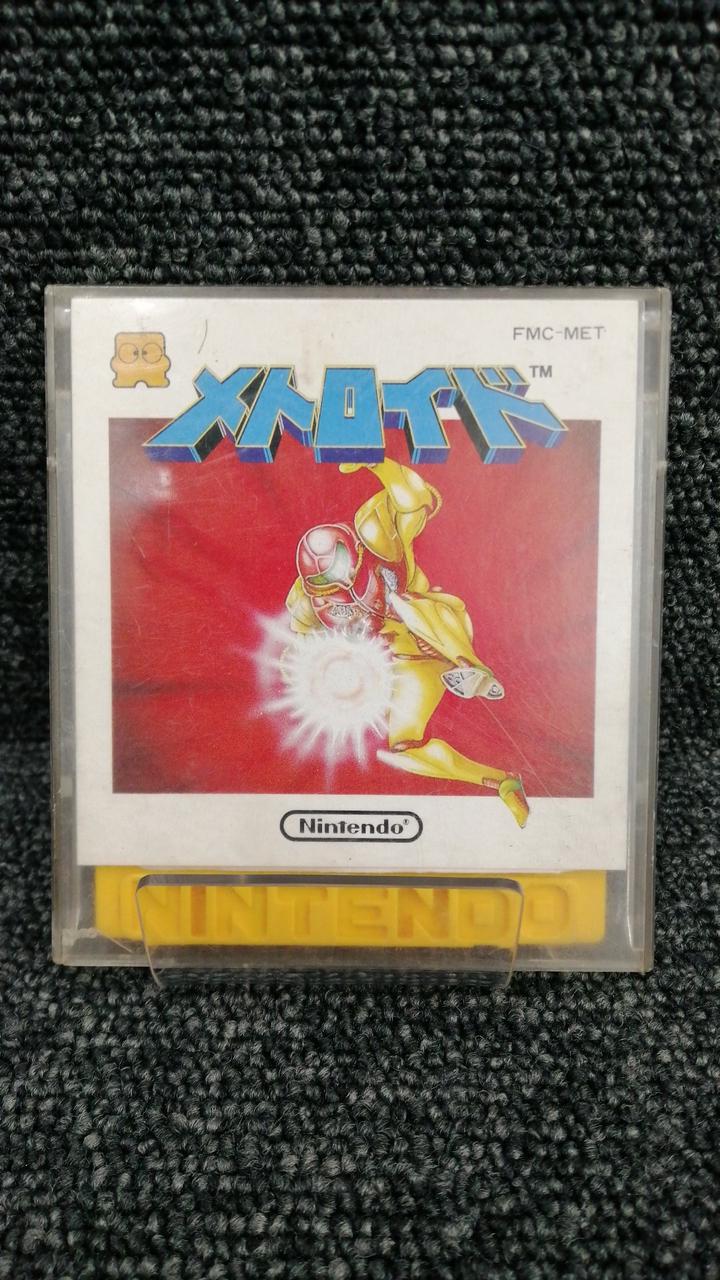 FMC-MET
メトロイド™
Nintendo®
NINTENDO